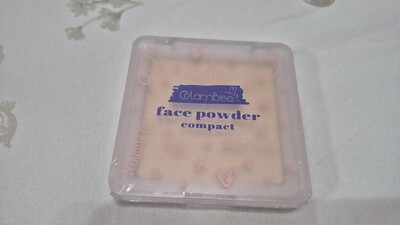 GlamBee
face powder
compact